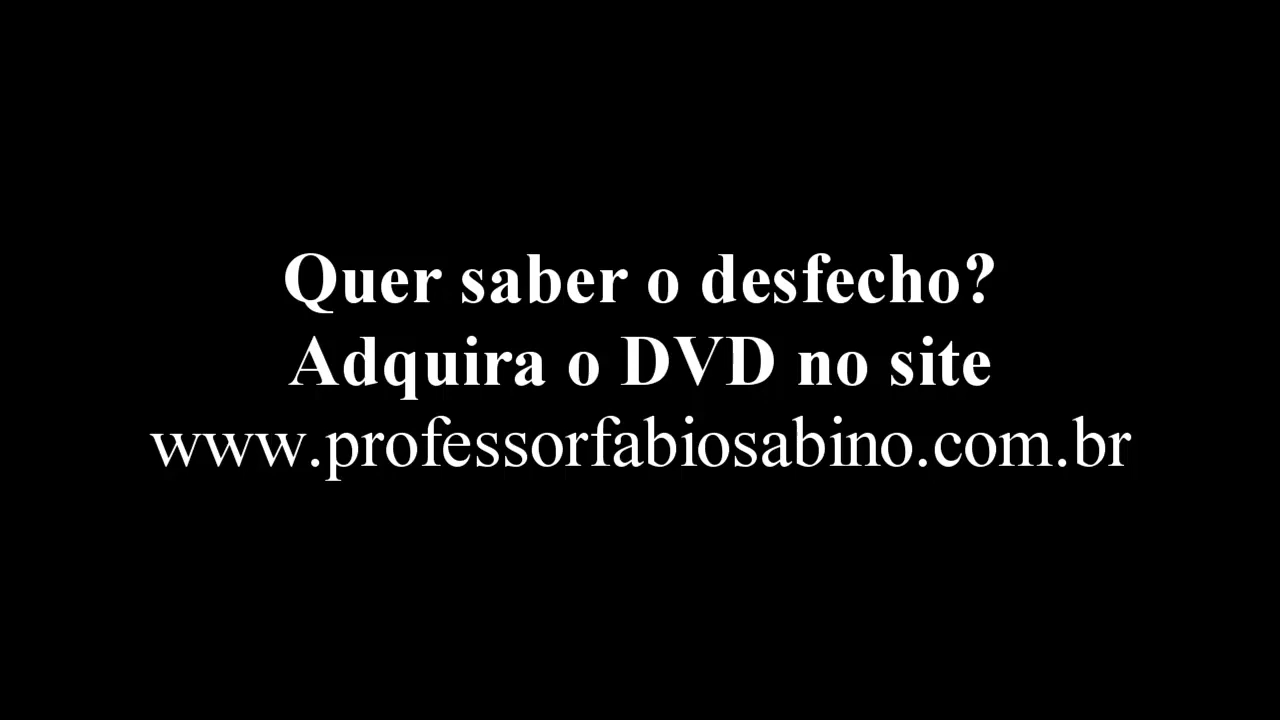 Quer saber o desfecho?
Adquira o DVD no site
www.professorfabiosabino.com.br